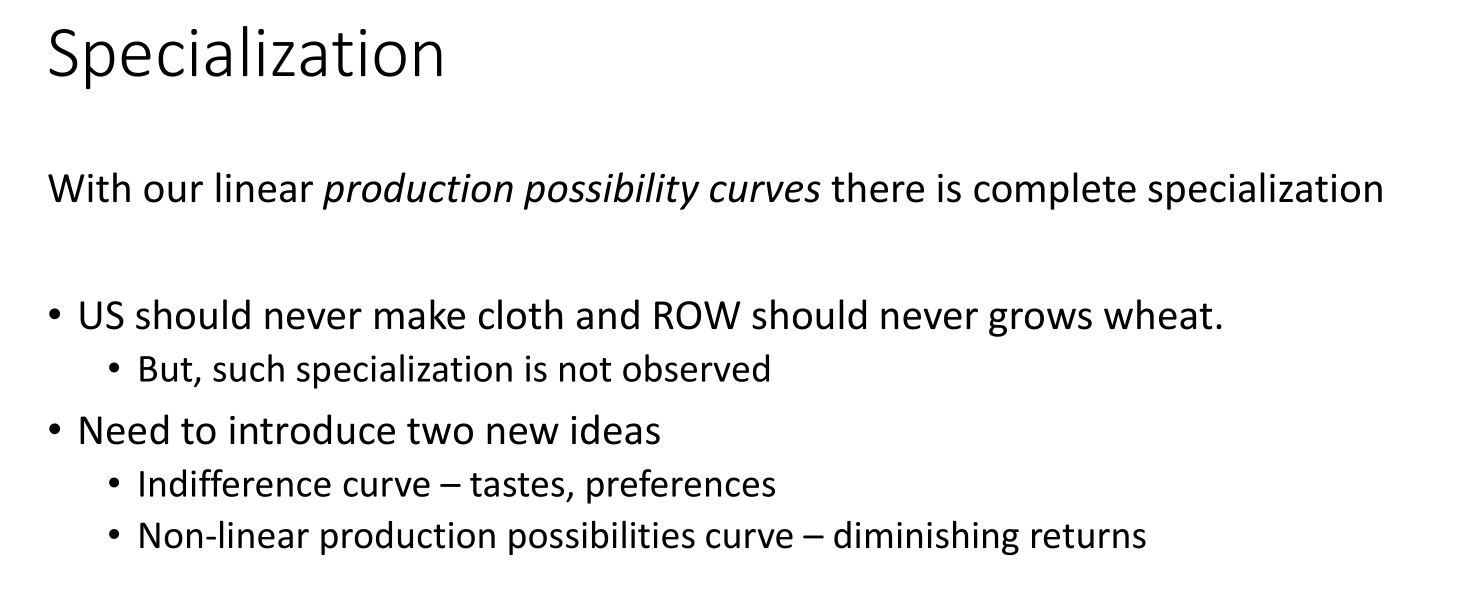 Specialization
With our linear production possibility curves there is complete specialization
• US should never make cloth and ROW should never grows wheat.
• But, such specialization is not observed
• Need to introduce two new ideas
• Indifference curve – tastes, preferences
• Non-linear production possibilities curve – diminishing returns